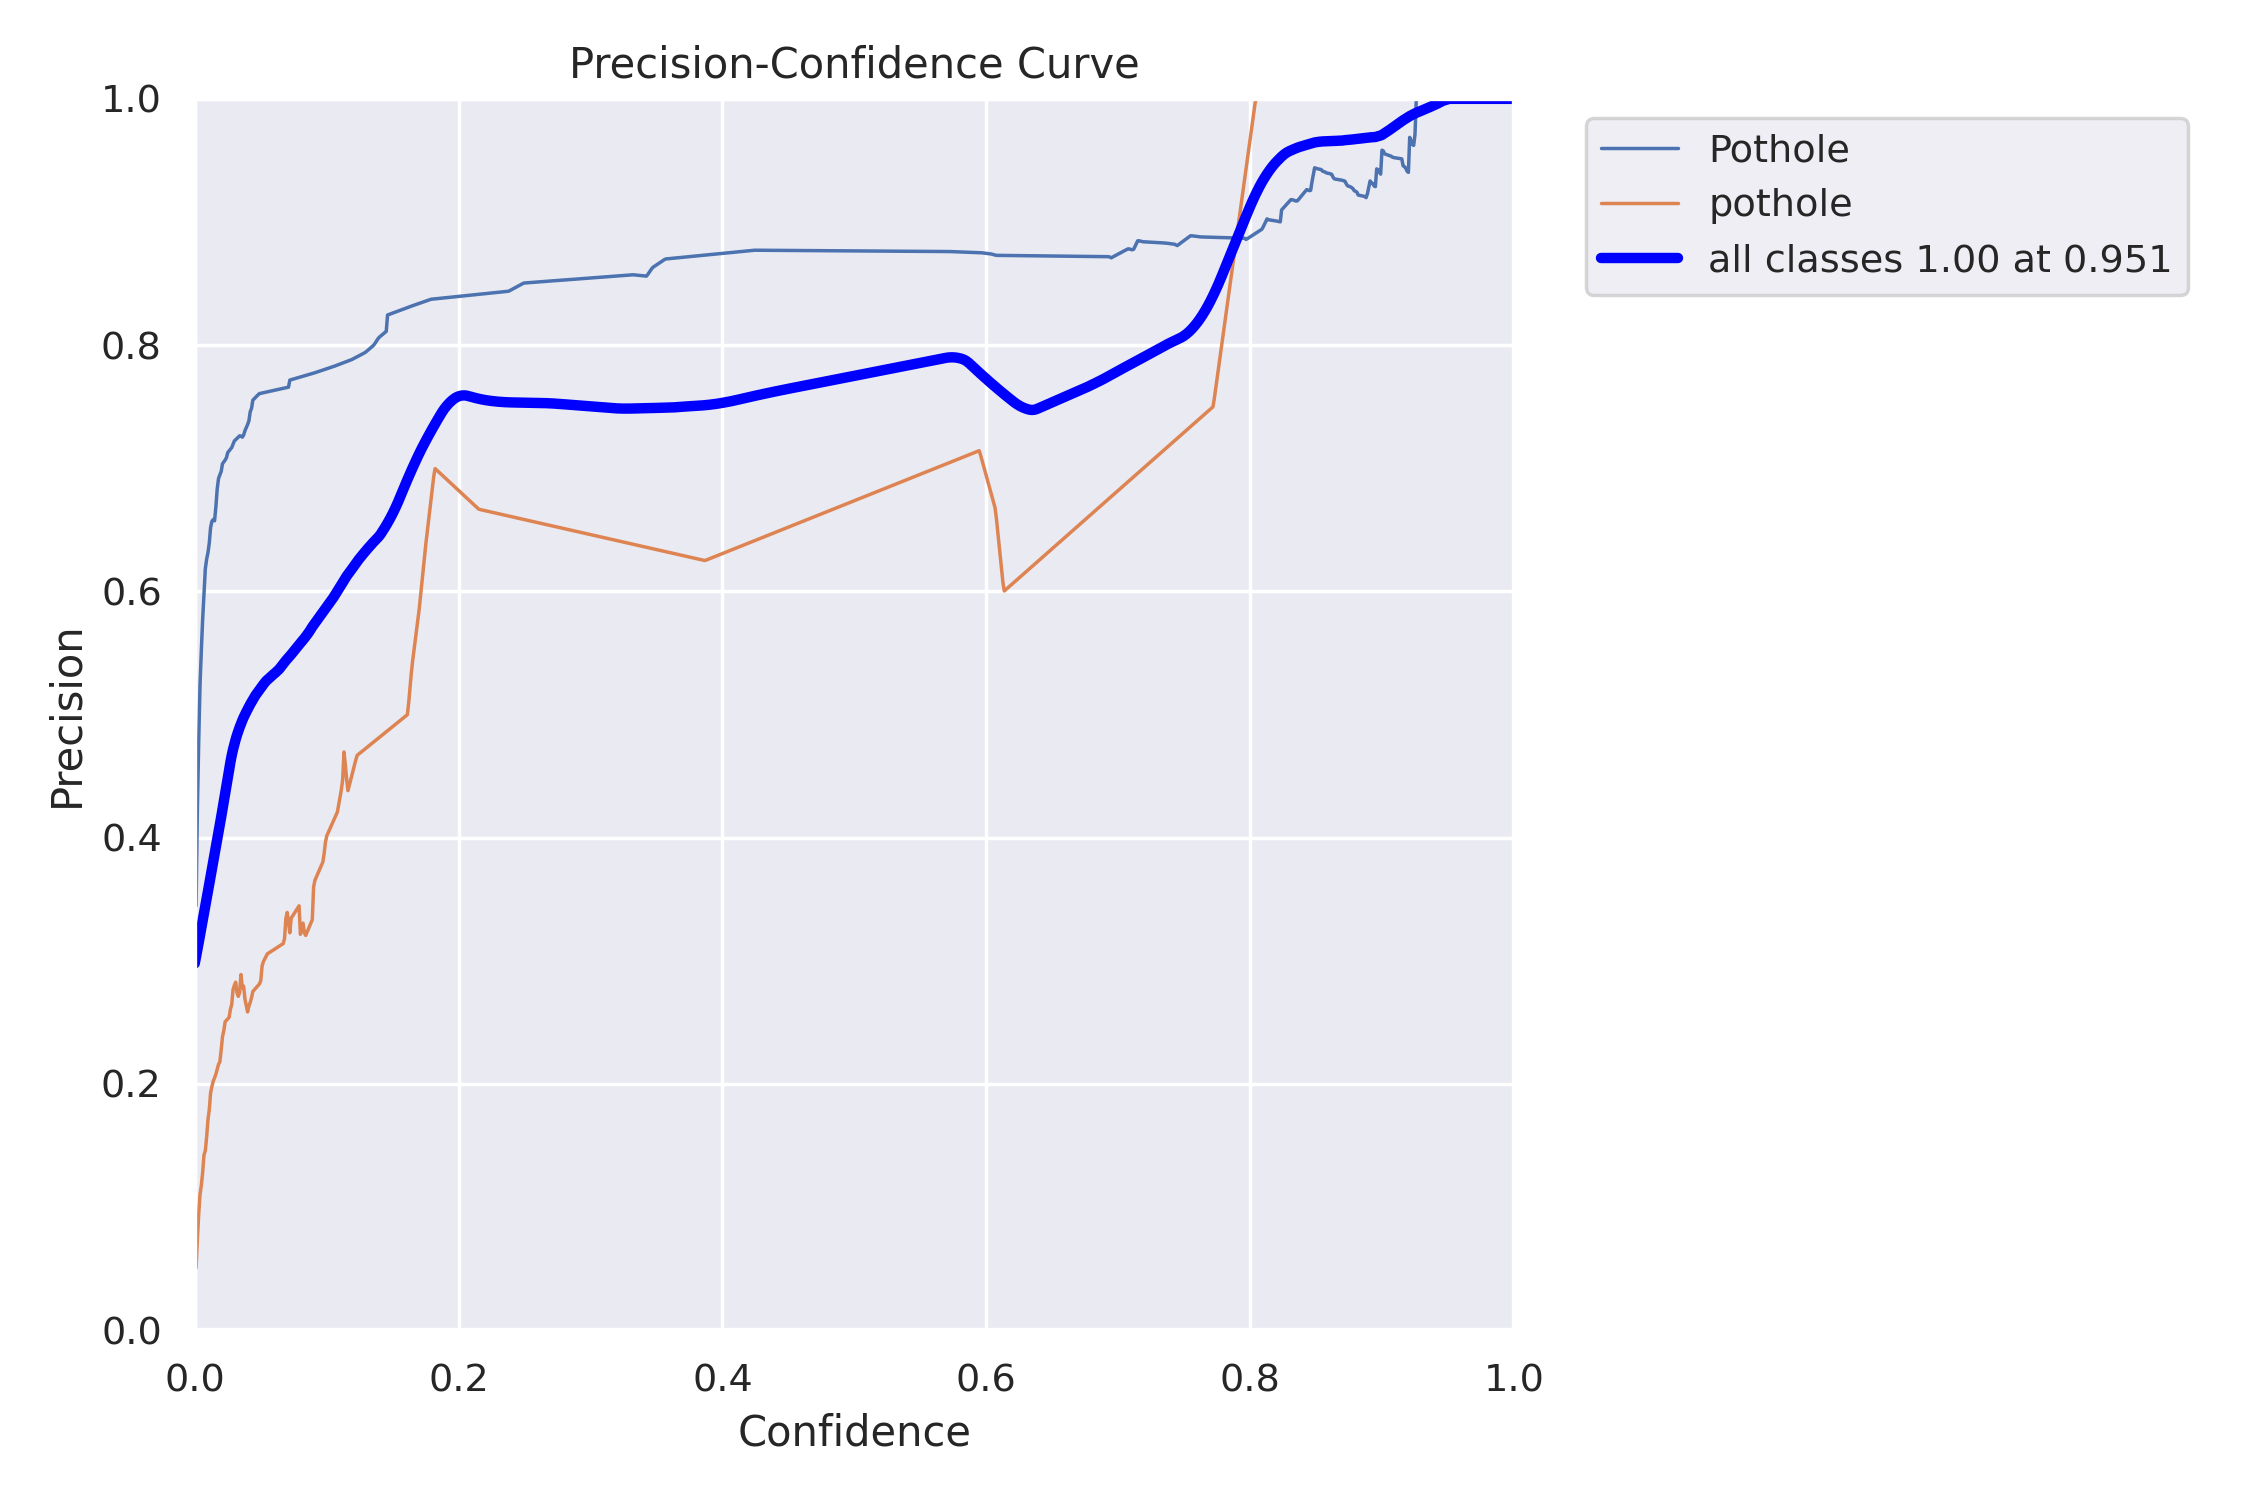 Precision-Confidence Curve
1.0
0.8
0.6
0.4
0.2
0.0
Precision
0.0 0.2 0.4 0.6 0.8 1.0
Confidence
Pothole
pothole
all classes 1.00 at 0.951